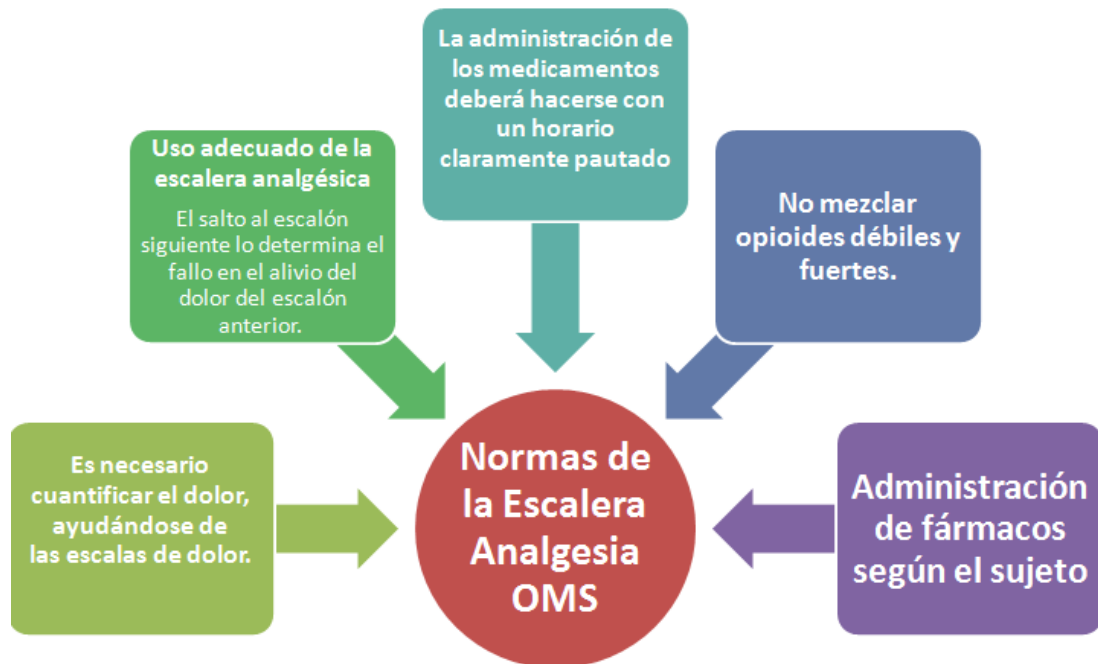 Es necesario
cuantificar el dolor,
ayudándose de
las escalas de dolor.
Uso adecuado de la
escalera analgésica
El salto al escalón
siguiente lo determina el
fallo en el alivio del
dolor del escalón
anterior.
La administración de
los medicamentos
deberá hacerse con
un horario
claramente pautado
No mezclar
opioides débiles y
fuertes.
Administración
de fármacos
según el sujeto
Normas de
la Escalera
Analgesia
OMS